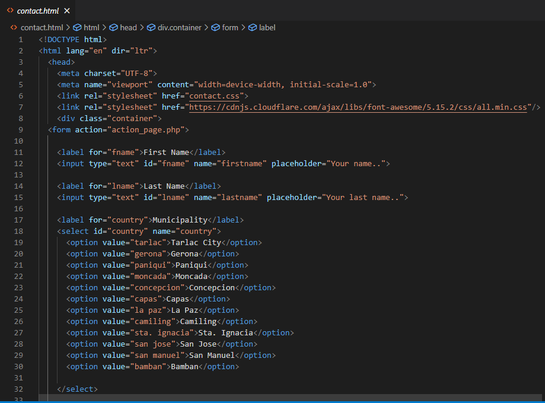 contact.html ×
contact.html > html > head > div.container > form > label
1 <!DOCTYPE html>
2 <html lang="en" dir="ltr">
3 <head>
4 <meta charset="UTF-8">
5 <meta name="viewport" content="width=device-width, initial-scale=1.0">
6 <link rel="stylesheet" href="contact.css">
7 <link rel="stylesheet" href="https://cdnjs.cloudflare.com/ajax/libs/font-awesome/5.15.2/css/all.min.css"/>
8 <div class="container">
9 <form action="action_page.php">
10
11 <label for="fname">First Name</label>
12 <input type="text" id="fname" name="firstname" placeholder="Your name..">
13
14 <label for="lname">Last Name</label>
15 <input type="text" id="lname" name="lastname" placeholder="Your last name..">
16
17 <label for="country">Municipality</label>
18 <select id="country" name="country">
19 <option value="tarlac">Tarlac City</option>
20 <option value="gerona">Gerona</option>
21 <option value="paniqui">Paniqui</option>
22 <option value="moncada">Moncada</option>
23 <option value="concepcion">Concepcion</option>
24 <option value="capas">Capas</option>
25 <option value="la paz">La Paz</option>
26 <option value="camiling">Camiling</option>
27 <option value="sta. ignacia">Sta. Ignacia</option>
28 <option value="san jose">San Jose</option>
29 <option value="san manuel">San Manuel</option>
30 <option value="bamban">Bamban</option>
31
32 </select>
33